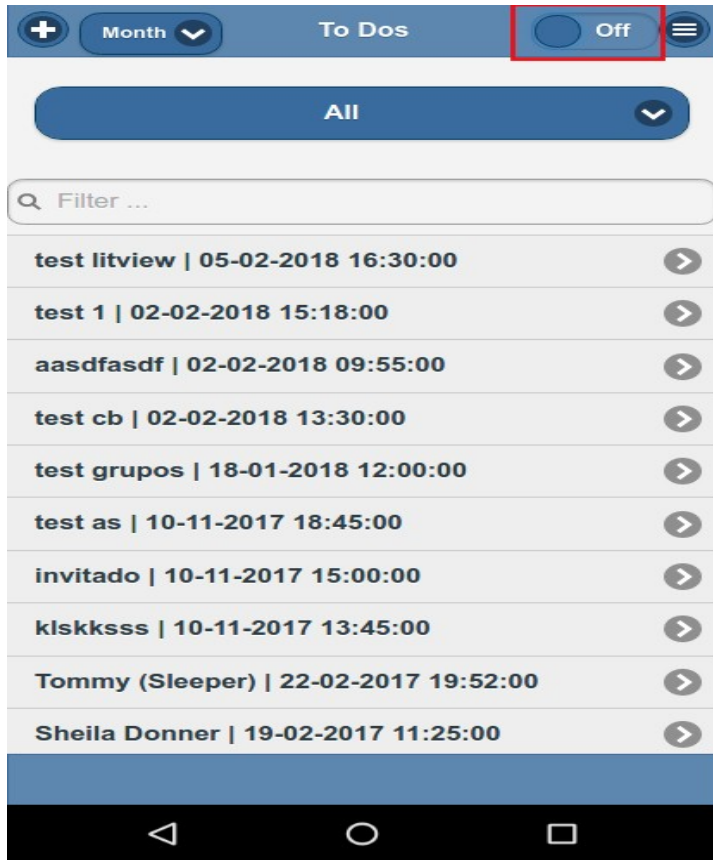 Month To Dos Off
All
Filter ...
test litview | 05-02-2018 16:30:00
test 1 | 02-02-2018 15:18:00
aasdfasdf | 02-02-2018 09:55:00
test cb | 02-02-2018 13:30:00
test grupos | 18-01-2018 12:00:00
test as | 10-11-2017 18:45:00
invitado | 10-11-2017 15:00:00
klskksss | 10-11-2017 13:45:00
Tommy (Sleeper) | 22-02-2017 19:52:00
Sheila Donner | 19-02-2017 11:25:00